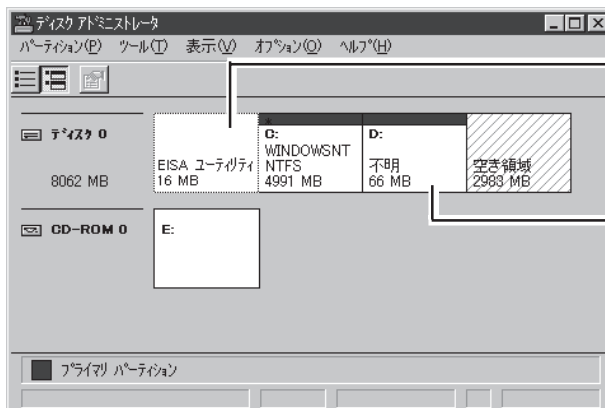 ﾃﾞｨｽｸ ｱﾄﾞﾐﾆｽﾄﾚｰﾀ
ﾊﾟｰﾃｨｼｮﾝ(P) ﾂｰﾙ(T) 表示(V) ｵﾌﾟｼｮﾝ(O) ﾍﾙﾌﾟ(H)
ﾃﾞｨｽｸ 0
8062 MB
EISA ﾕｰﾃｨﾘﾃｨ
16 MB
C:
WINDOWSNT
NTFS
4991 MB
D:
不明
66 MB
空き領域
2983 MB
CD-ROM 0
E:
ﾌﾟﾗｲﾏﾘ ﾊﾟｰﾃｨｼｮﾝ